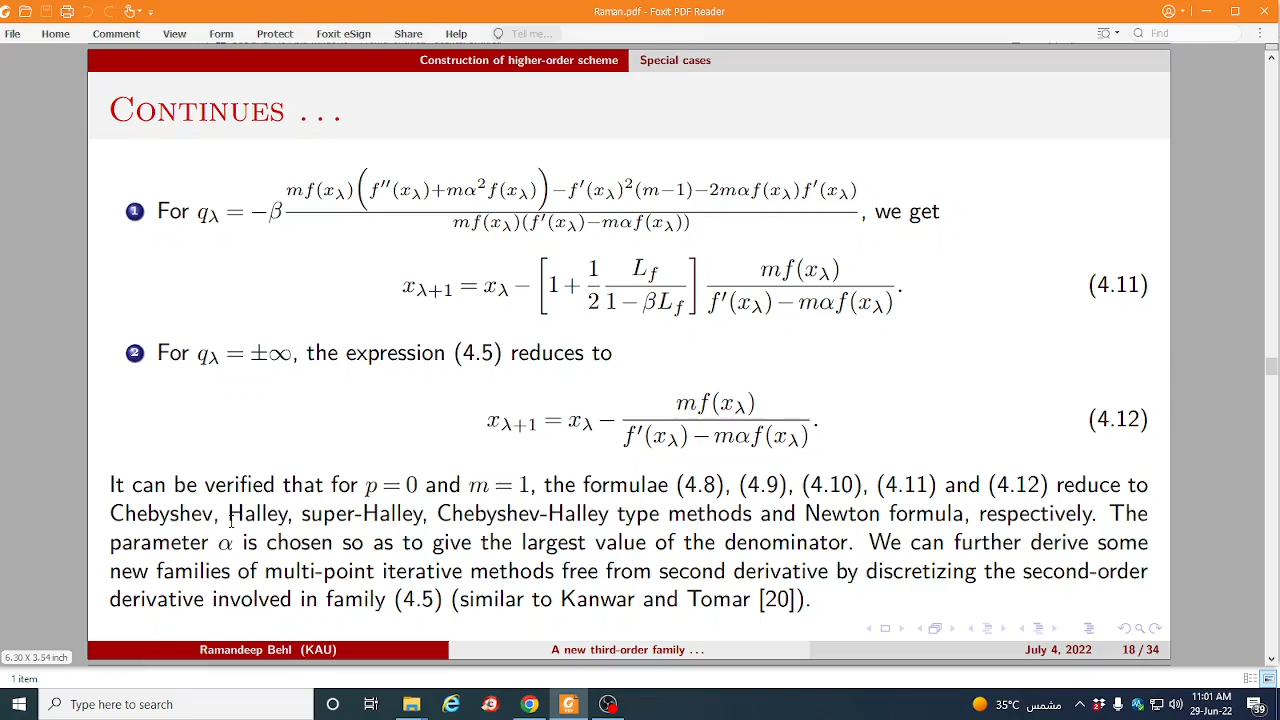 Raman.pdf - Foxit PDF Reader
File Home Comment View Form Protect Foxit eSign Share Help Tell me... Find
Construction of higher-order scheme Special cases
CONTINUES ...
1 For q_λ = −β (mf(x_λ)(f′′(x_λ)+mα²f(x_λ))−f′(x_λ)²(m−1)−2mαf(x_λ)f′(x_λ)) / (mf(x_λ)(f′(x_λ)−mαf(x_λ))), we get
x_{λ+1} = x_λ − [1 + 1/2 L_f/(1 − βL_f)] mf(x_λ)/(f′(x_λ) − mαf(x_λ)). (4.11)
2 For q_λ = ±∞, the expression (4.5) reduces to
x_{λ+1} = x_λ − mf(x_λ)/(f′(x_λ) − mαf(x_λ)). (4.12)
It can be verified that for p = 0 and m = 1, the formulae (4.8), (4.9), (4.10), (4.11) and (4.12) reduce to
Chebyshev, Halley, super-Halley, Chebyshev-Halley type methods and Newton formula, respectively. The
parameter α is chosen so as to give the largest value of the denominator. We can further derive some
new families of multi-point iterative methods free from second derivative by discretizing the second-order
derivative involved in family (4.5) (similar to Kanwar and Tomar [20]).
Ramandeep Behl (KAU) A new third-order family ... July 4, 2022 18 / 34
6.30 X 3.54 inch
1 item
Type here to search 35°C مشمس 11:01 AM
29-Jun-22